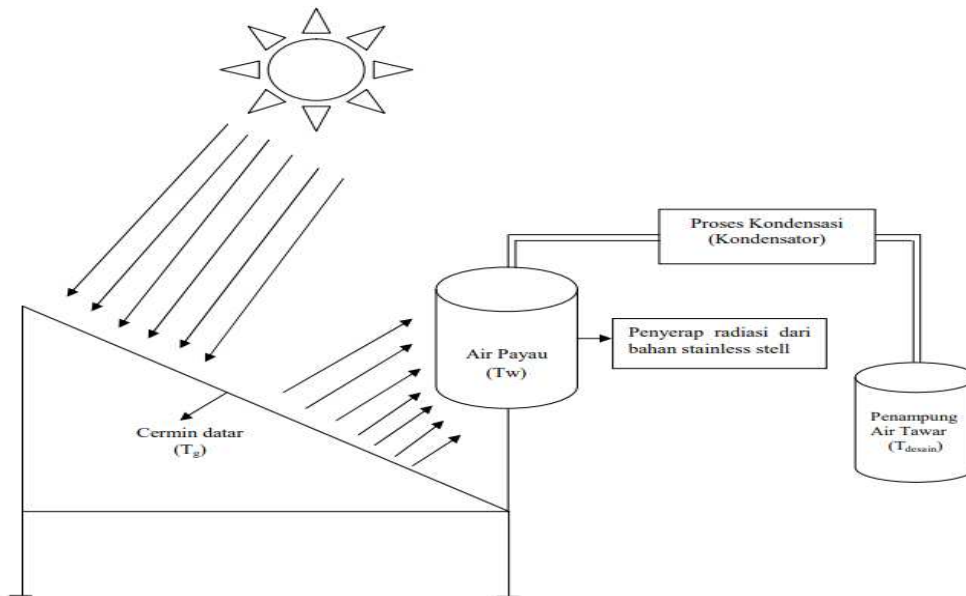 Proses Kondensasi
(Kondensator)
Air Payau
(Tw)
Penyerap radiasi dari
bahan stainless stell
Cermin datar
(Tg)
Penampung
Air Tawar
(Tdesain)